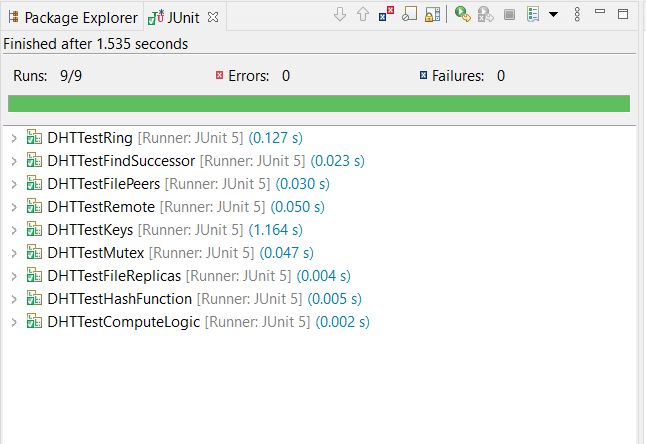 Package Explorer JUnit
Finished after 1.535 seconds
Runs: 9/9 Errors: 0 Failures: 0
DHTTestRing [Runner: JUnit 5] (0.127 s)
DHTTestFindSuccessor [Runner: JUnit 5] (0.023 s)
DHTTestFilePeers [Runner: JUnit 5] (0.030 s)
DHTTestRemote [Runner: JUnit 5] (0.050 s)
DHTTestKeys [Runner: JUnit 5] (1.164 s)
DHTTestMutex [Runner: JUnit 5] (0.047 s)
DHTTestFileReplicas [Runner: JUnit 5] (0.004 s)
DHTTestHashFunction [Runner: JUnit 5] (0.005 s)
DHTTestComputeLogic [Runner: JUnit 5] (0.002 s)